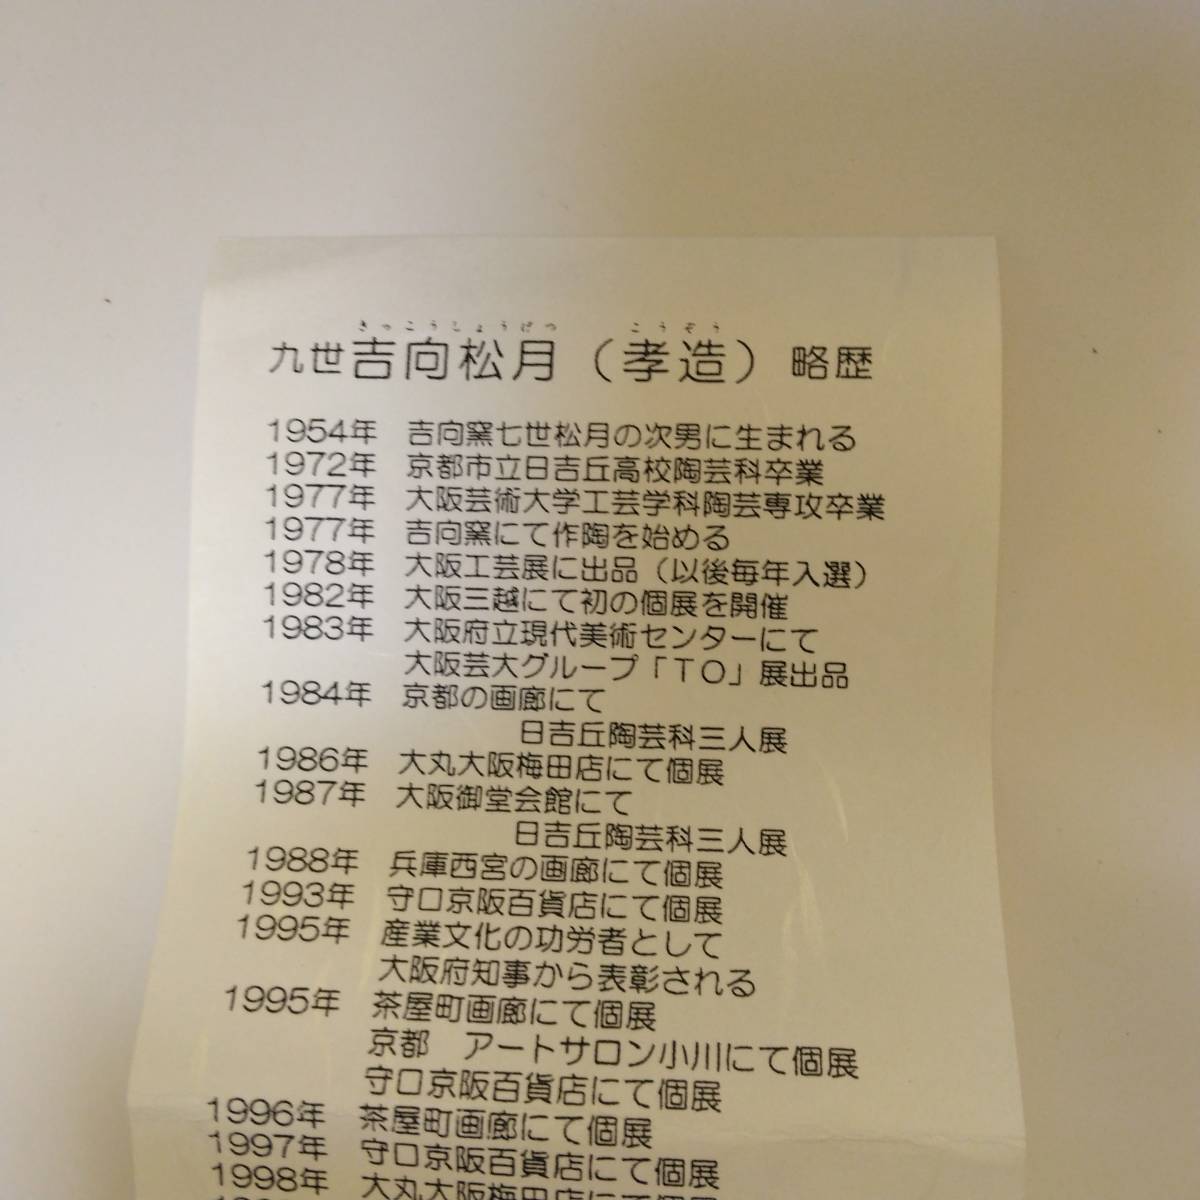 きっこうしょうげつ こうぞう
九世吉向松月（孝造）略歴
1954年 吉向窯七世松月の次男に生まれる
1972年 京都市立日吉丘高校陶芸科卒業
1977年 大阪芸術大学工芸学科陶芸専攻卒業
1977年 吉向窯にて作陶を始める
1978年 大阪工芸展に出品（以後毎年入選）
1982年 大阪三越にて初の個展を開催
1983年 大阪府立現代美術センターにて
大阪芸大グループ「ＴＯ」展出品
1984年 京都の画廊にて
日吉丘陶芸科三人展
1986年 大丸大阪梅田店にて個展
1987年 大阪御堂会館にて
日吉丘陶芸科三人展
1988年 兵庫西宮の画廊にて個展
1993年 守口京阪百貨店にて個展
1995年 産業文化の功労者として
大阪府知事から表彰される
1995年 茶屋町画廊にて個展
京都　アートサロン小川にて個展
守口京阪百貨店にて個展
1996年 茶屋町画廊にて個展
1997年 守口京阪百貨店にて個展
1998年 大丸大阪梅田店にて個展